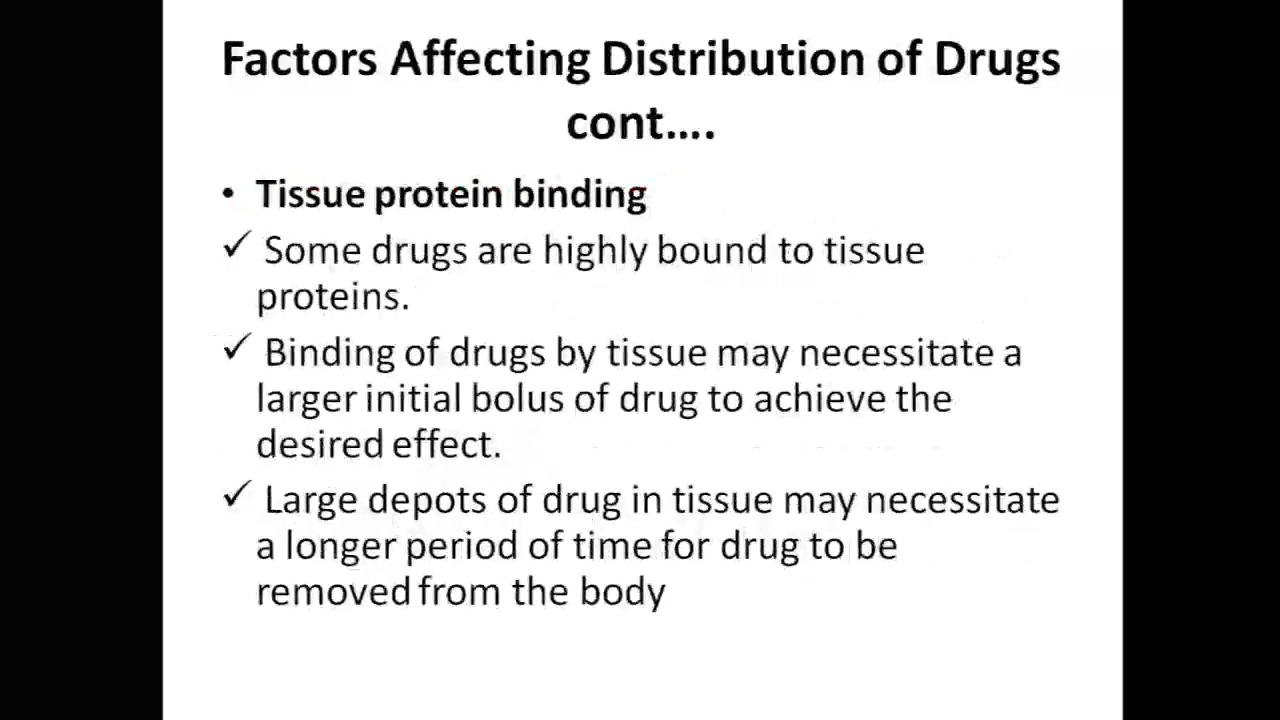 Factors Affecting Distribution of Drugs
cont....
• Tissue protein binding
✓ Some drugs are highly bound to tissue
proteins.
✓ Binding of drugs by tissue may necessitate a
larger initial bolus of drug to achieve the
desired effect.
✓ Large depots of drug in tissue may necessitate
a longer period of time for drug to be
removed from the body